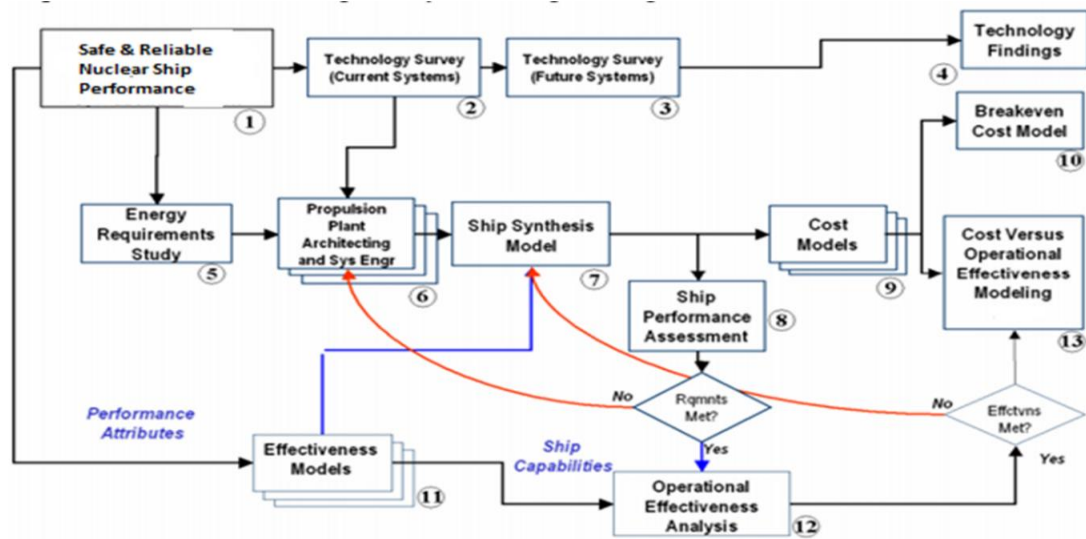 Safe & Reliable
Nuclear Ship
Performance
1
Technology Survey
(Current Systems)
2
Technology Survey
(Future Systems)
3
Technology
Findings
4
Breakeven
Cost Model
10
Energy
Requirements
Study
5
Propulsion
Plant
Architecting
and Sys Engr
6
Ship Synthesis
Model
7
Cost
Models
9
Cost Versus
Operational
Effectiveness
Modeling
13
Ship
Performance
Assessment
8
No
Rqmnts
Met?
Yes
No
Effctvns
Met?
Yes
Performance
Attributes
Effectiveness
Models
11
Ship
Capabilities
Operational
Effectiveness
Analysis
12